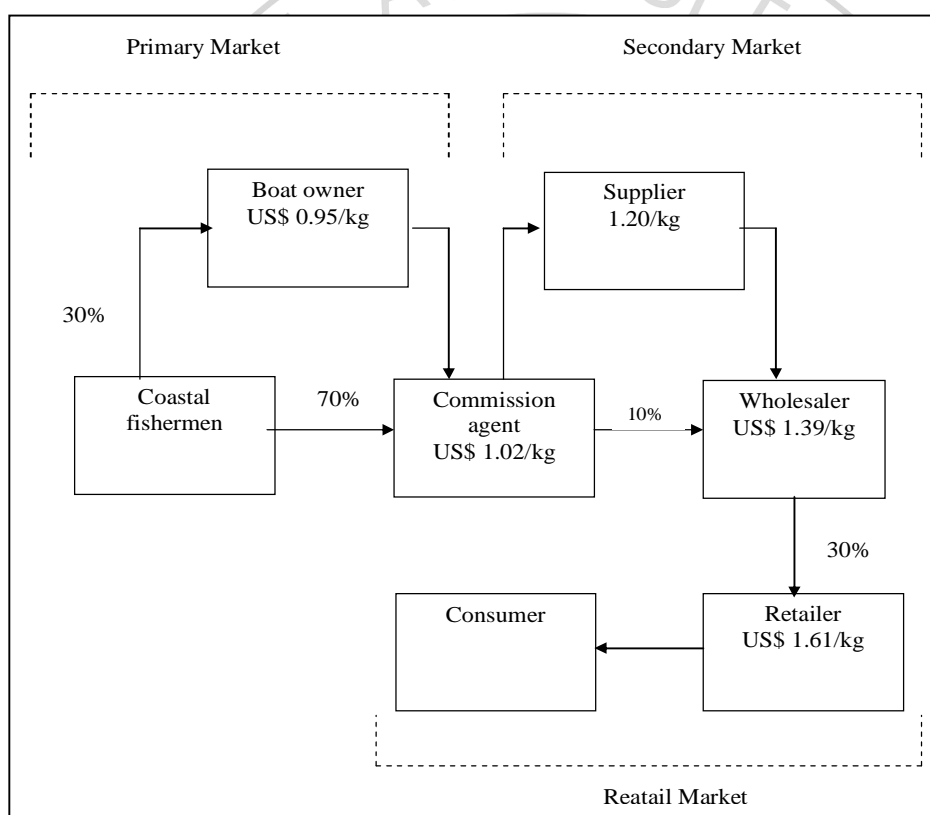 Primary Market
Secondary Market
Boat owner
US$ 0.95/kg
Supplier
1.20/kg
30%
Coastal
fishermen
70%
Commission
agent
US$ 1.02/kg
10%
Wholesaler
US$ 1.39/kg
30%
Consumer
Retailer
US$ 1.61/kg
Reatail Market